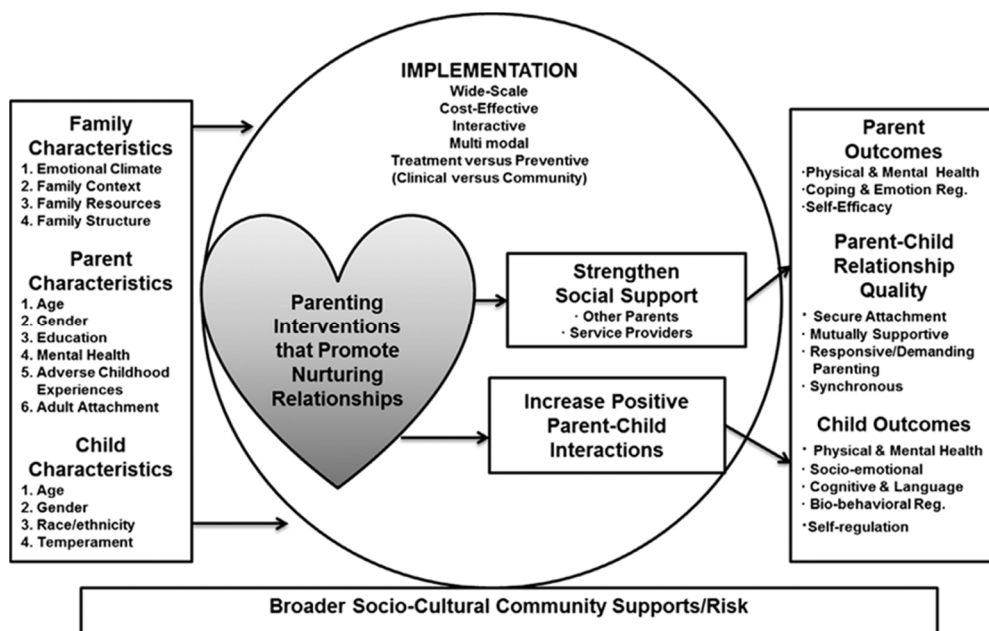 Family
Characteristics
1. Emotional Climate
2. Family Context
3. Family Resources
4. Family Structure
Parent
Characteristics
1. Age
2. Gender
3. Education
4. Mental Health
5. Adverse Childhood
Experiences
6. Adult Attachment
Child
Characteristics
1. Age
2. Gender
3. Race/ethnicity
4. Temperament
IMPLEMENTATION
Wide-Scale
Cost-Effective
Interactive
Multi modal
Treatment versus Preventive
(Clinical versus Community)
Parenting
Interventions
that Promote
Nurturing
Relationships
Strengthen
Social Support
· Other Parents
· Service Providers
Increase Positive
Parent-Child
Interactions
Parent
Outcomes
·Physical & Mental Health
·Coping & Emotion Reg.
·Self-Efficacy
Parent-Child
Relationship
Quality
· Secure Attachment
· Mutually Supportive
· Responsive/Demanding
Parenting
· Synchronous
Child Outcomes
· Physical & Mental Health
· Socio-emotional
· Cognitive & Language
· Bio-behavioral Reg.
·Self-regulation
Broader Socio-Cultural Community Supports/Risk